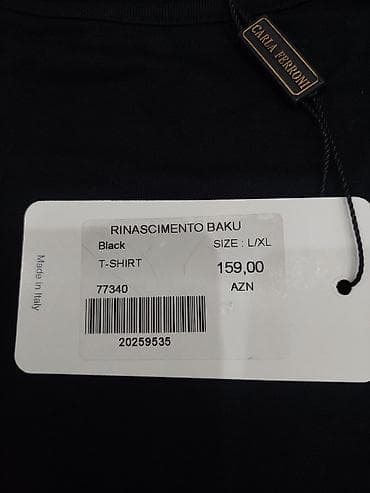 CARLA FERRONI
RINASCIMENTO BAKU
Black SIZE : L/XL
T-SHIRT 159,00
77340 AZN
20259535
Made in Italy